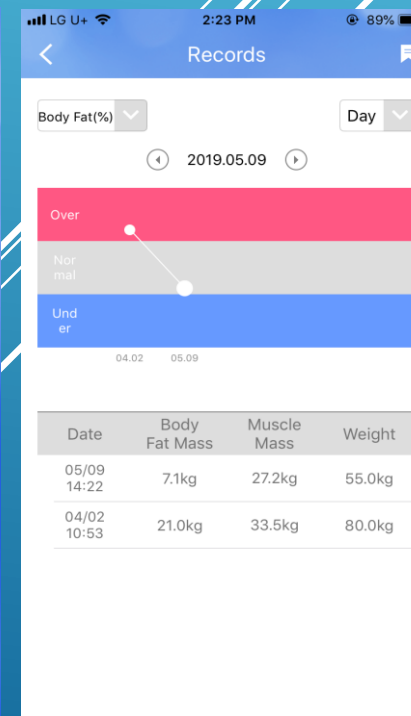 LG U+ 2:23 PM 89%
Records
Body Fat(%) Day
2019.05.09
Over
Nor
mal
Und
er
04.02 05.09
Date Body Fat Mass Muscle Mass Weight
05/09 14:22 7.1kg 27.2kg 55.0kg
04/02 10:53 21.0kg 33.5kg 80.0kg